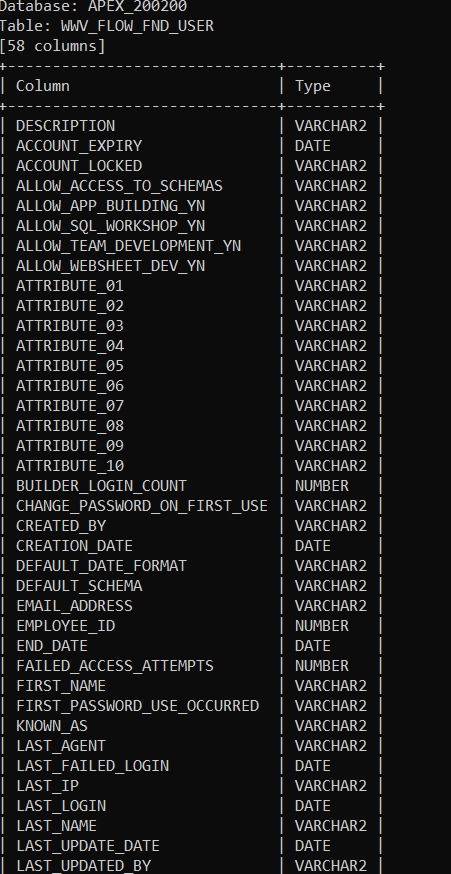 Database: APEX_200200
Table: WWV_FLOW_FND_USER
[58 columns]
+-----------------------------+----------+
| Column                      | Type     |
+-----------------------------+----------+
| DESCRIPTION                 | VARCHAR2 |
| ACCOUNT_EXPIRY              | DATE     |
| ACCOUNT_LOCKED              | VARCHAR2 |
| ALLOW_ACCESS_TO_SCHEMAS     | VARCHAR2 |
| ALLOW_APP_BUILDING_YN       | VARCHAR2 |
| ALLOW_SQL_WORKSHOP_YN       | VARCHAR2 |
| ALLOW_TEAM_DEVELOPMENT_YN   | VARCHAR2 |
| ALLOW_WEBSHEET_DEV_YN       | VARCHAR2 |
| ATTRIBUTE_01                | VARCHAR2 |
| ATTRIBUTE_02                | VARCHAR2 |
| ATTRIBUTE_03                | VARCHAR2 |
| ATTRIBUTE_04                | VARCHAR2 |
| ATTRIBUTE_05                | VARCHAR2 |
| ATTRIBUTE_06                | VARCHAR2 |
| ATTRIBUTE_07                | VARCHAR2 |
| ATTRIBUTE_08                | VARCHAR2 |
| ATTRIBUTE_09                | VARCHAR2 |
| ATTRIBUTE_10                | VARCHAR2 |
| BUILDER_LOGIN_COUNT         | NUMBER   |
| CHANGE_PASSWORD_ON_FIRST_USE | VARCHAR2 |
| CREATED_BY                  | VARCHAR2 |
| CREATION_DATE               | DATE     |
| DEFAULT_DATE_FORMAT         | VARCHAR2 |
| DEFAULT_SCHEMA              | VARCHAR2 |
| EMAIL_ADDRESS               | VARCHAR2 |
| EMPLOYEE_ID                 | NUMBER   |
| END_DATE                    | DATE     |
| FAILED_ACCESS_ATTEMPTS      | NUMBER   |
| FIRST_NAME                  | VARCHAR2 |
| FIRST_PASSWORD_USE_OCCURRED | VARCHAR2 |
| KNOWN_AS                    | VARCHAR2 |
| LAST_AGENT                  | VARCHAR2 |
| LAST_FAILED_LOGIN           | DATE     |
| LAST_IP                     | VARCHAR2 |
| LAST_LOGIN                  | DATE     |
| LAST_NAME                   | VARCHAR2 |
| LAST_UPDATE_DATE            | DATE     |
| LAST_UPDATED_BY             | VARCHAR2 |